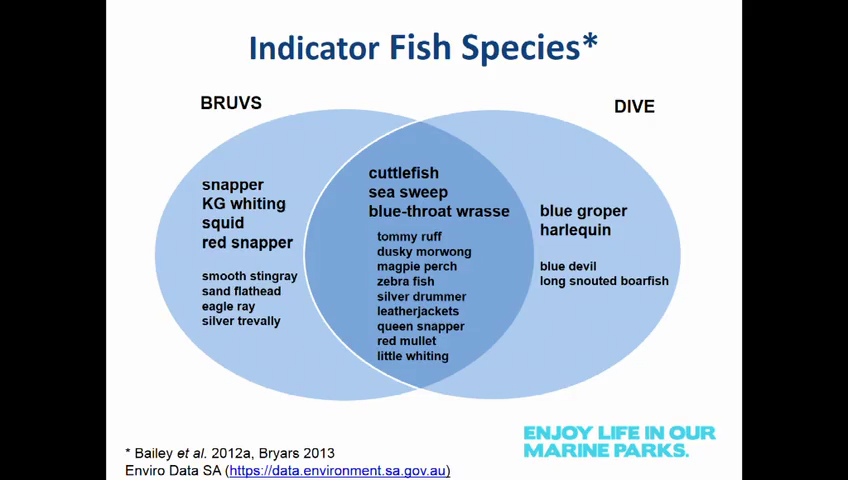 Indicator Fish Species*
BRUVS
DIVE
snapper
KG whiting
squid
red snapper
smooth stingray
sand flathead
eagle ray
silver trevally
cuttlefish
sea sweep
blue-throat wrasse
tommy ruff
dusky morwong
magpie perch
zebra fish
silver drummer
leatherjackets
queen snapper
red mullet
little whiting
blue groper
harlequin
blue devil
long snouted boarfish
ENJOY LIFE IN OUR
MARINE PARKS.
* Bailey et al. 2012a, Bryars 2013
Enviro Data SA (https://data.environment.sa.gov.au)